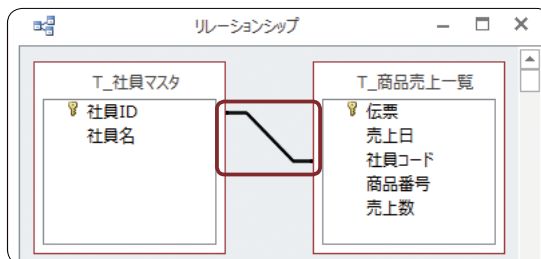 リレーションシップ
T_社員マスタ
社員ID
社員名
T_商品売上一覧
伝票
売上日
社員コード
商品番号
売上数